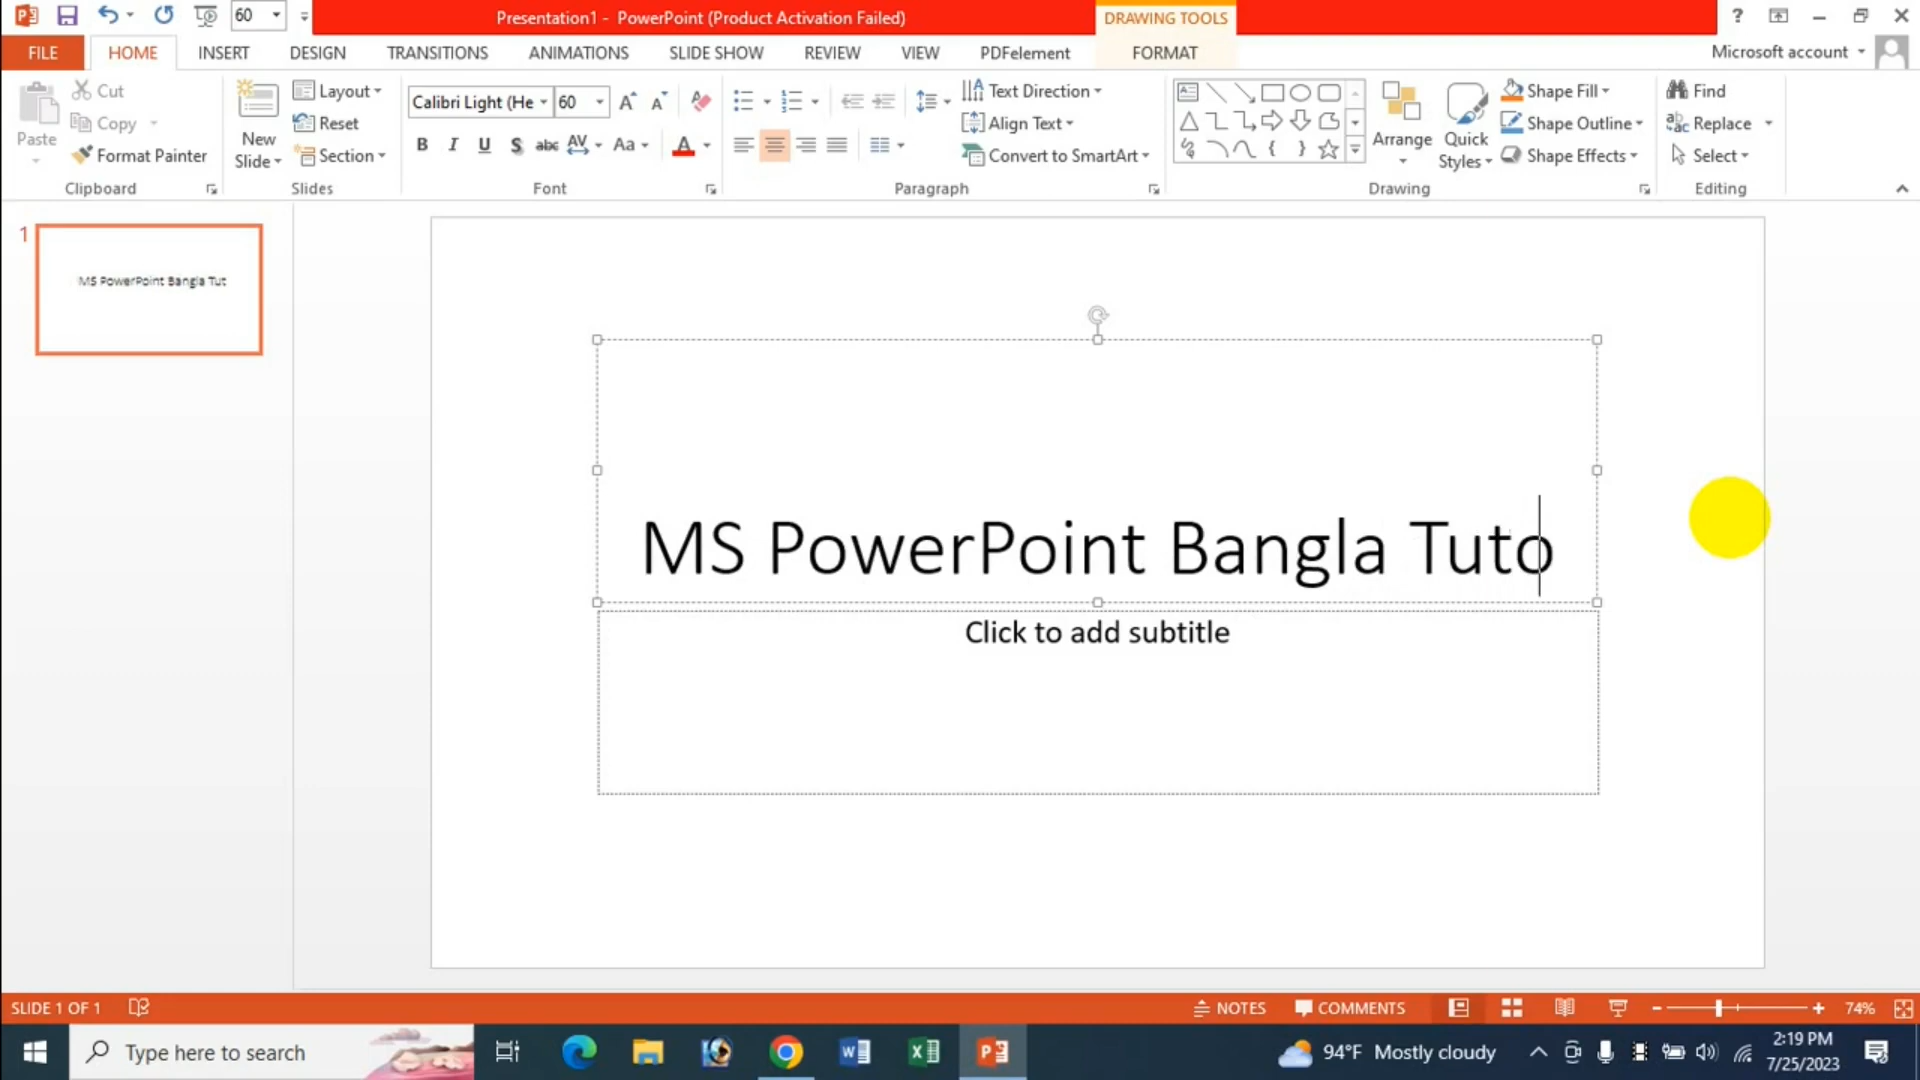 60
Presentation1 - PowerPoint (Product Activation Failed)
DRAWING TOOLS
?
FILE
HOME
INSERT
DESIGN
TRANSITIONS
ANIMATIONS
SLIDE SHOW
REVIEW
VIEW
PDFelement
FORMAT
Microsoft account
Paste
Cut
Copy
Format Painter
Clipboard
New
Slide
Layout
Reset
Section
Slides
Calibri Light (He
60
B I U S abc AV Aa A
Font
Text Direction
Align Text
Convert to SmartArt
Paragraph
Arrange
Quick
Styles
Shape Fill
Shape Outline
Shape Effects
Drawing
Find
Replace
Select
Editing
1
MS PowerPoint Bangla Tut
MS PowerPoint Bangla Tuto
Click to add subtitle
SLIDE 1 OF 1
NOTES
COMMENTS
74%
Type here to search
94°F Mostly cloudy
2:19 PM
7/25/2023